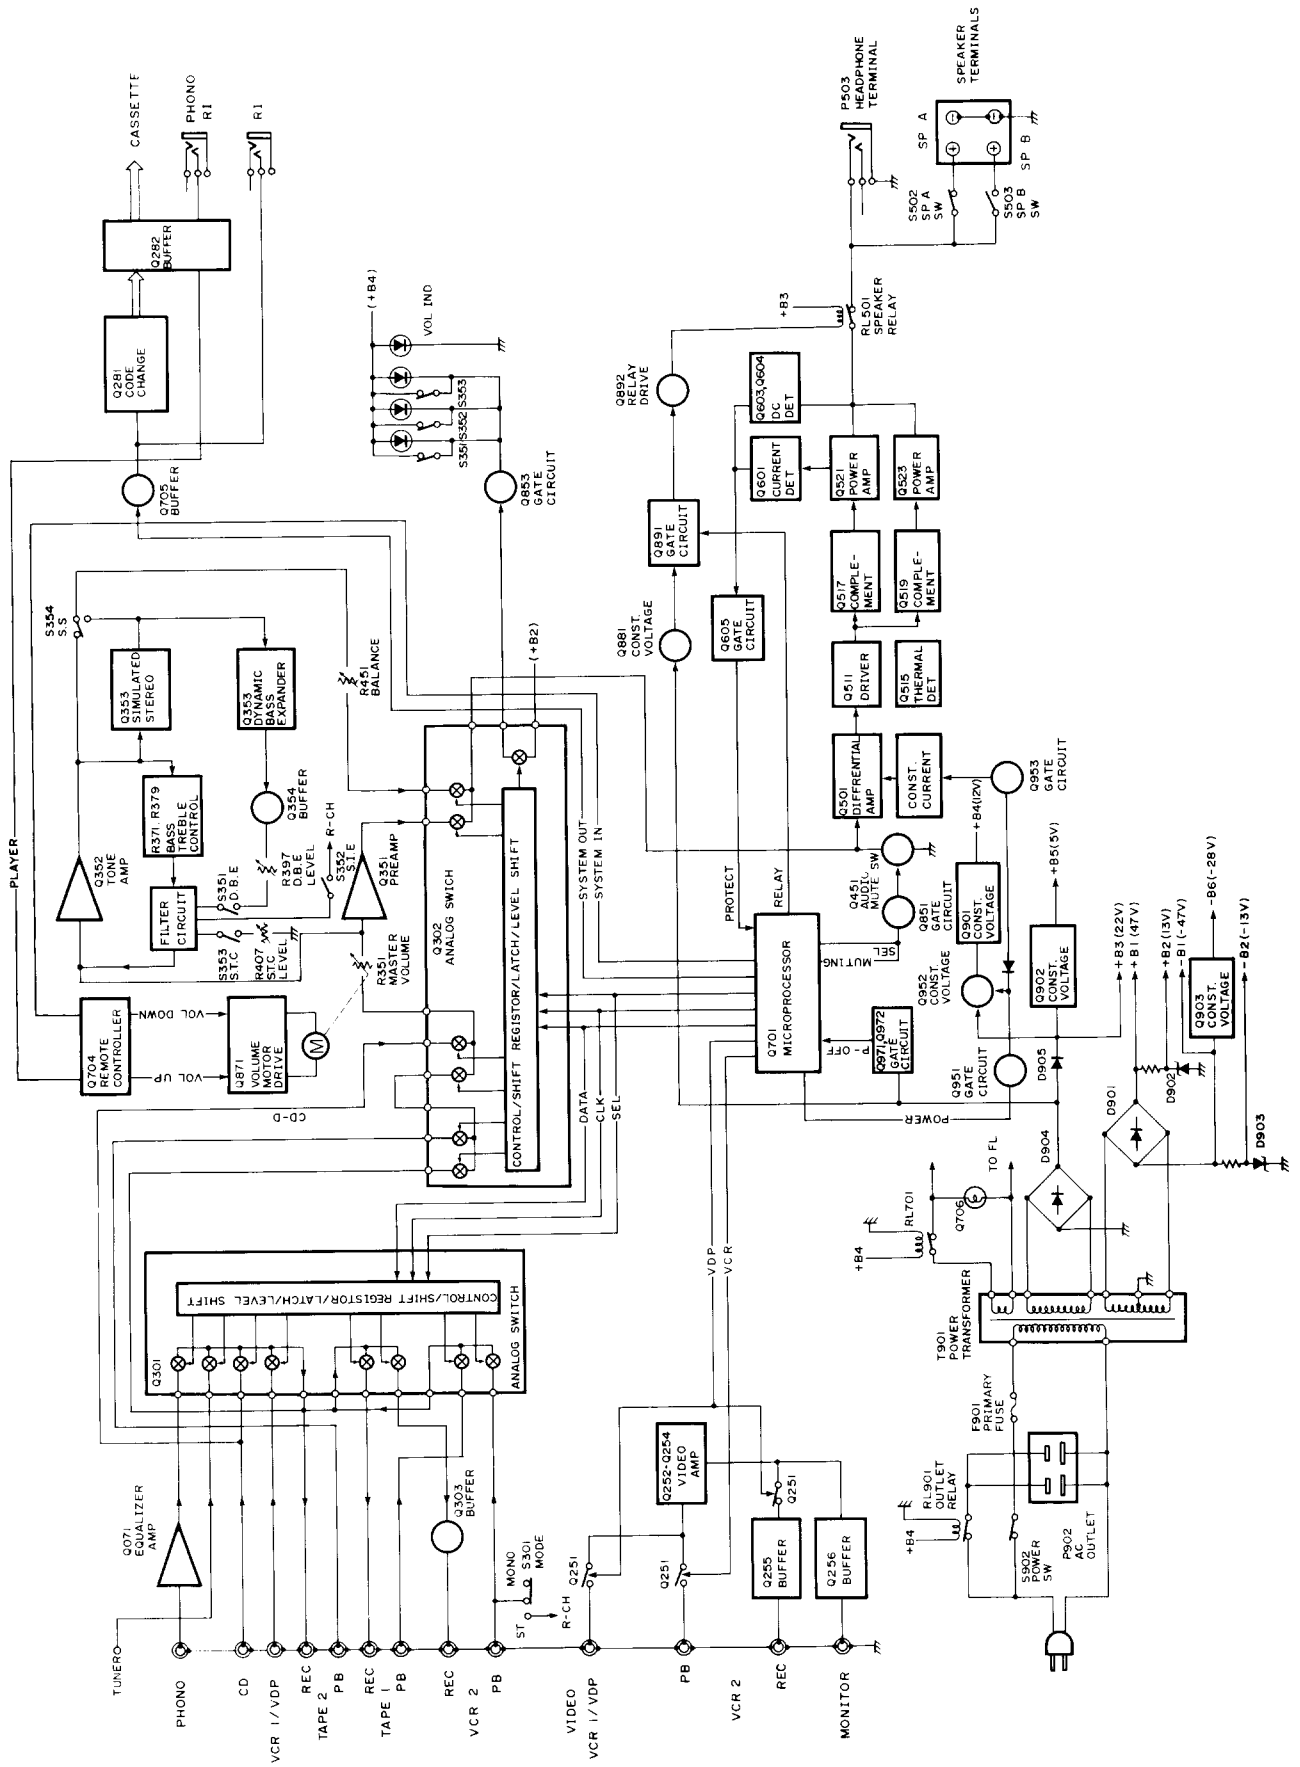 TUNER
PHONO
CD
VCR 1/VDP
REC
TAPE 2
PB
REC
TAPE 1
PB
REC
VCR 2
PB
VIDEO
VCR 1/VDP
PB
VCR 2
REC
MONITOR
Q071
EQUALIZER
AMP
Q303
BUFFER
MONO
S301
MODE
ST
R-CH
Q251
Q251
Q252-Q254
VIDEO
AMP
Q251
Q255
BUFFER
Q256
BUFFER
VDP
VCR
Q301
CONTROL/SHIFT REGISTOR/LATCH/LEVEL SHIFT
ANALOG SWITCH
PLAYER
Q704
REMOTE
CONTROLLER
VOL UP
VOL DOWN
Q871
VOLUME
MOTOR
DRIVE
M
CD-D
Q352
TONE
AMP
FILTER
CIRCUIT
R371, R379
BASS
TREBLE
CONTROL
Q353
SIMULATED
STEREO
S354
S.S
Q353
DYNAMIC
BASS
EXPANDER
Q354
BUFFER
S351
D.B.E
R397
D.B.E
LEVEL
S353
S.T.C
R407
S.T.C
LEVEL
R-CH
S352
S.I.E
Q351
PREAMP
R351
MASTER
VOLUME
R451
BALANCE
Q302
ANALOG SWICH
CONTROL/SHIFT REGISTOR/LATCH/LEVEL SHIFT
(+B2)
DATA
CLK
SEL
SYSTEM OUT
SYSTEM IN
Q705
BUFFER
Q281
CODE
CHANGE
Q282
BUFFER
CASSETTE
PHONO
RI
RI
(+B4)
VOL IND
S351
S352
S353
Q853
GATE
CIRCUIT
Q701
MICROPROCESSOR
PROTECT
RELAY
MUTING
SEL
P-OFF
POWER
Q971,Q972
GATE
CIRCUIT
Q451
AUDIO
MUTE SW
Q851
GATE
CIRCUIT
Q881
CONST.
VOLTAGE
Q891
GATE
CIRCUIT
Q892
RELAY
DRIVE
Q605
GATE
CIRCUIT
Q601
CURRENT
DET
Q603,Q604
DC
DET
Q501
DIFFRENTIAL
AMP
CONST.
CURRENT
Q511
DRIVER
Q515
THERMAL
DET
Q517
COMPLE-
MENT
Q519
COMPLE-
MENT
Q521
POWER
AMP
Q523
POWER
AMP
+B3
RL501
SPEAKER
RELAY
P503
HEADPHONE
TERMINAL
S502
SP A
SW
S503
SP B
SW
SP A
SP B
SPEAKER
TERMINALS
Q953
GATE
CIRCUIT
Q901
CONST.
VOLTAGE
+B4(12V)
Q952
CONST.
VOLTAGE
Q902
CONST.
VOLTAGE
+B5(5V)
Q951
GATE
CIRCUIT
D905
+B3(22V)
+B1(47V)
+B2(13V)
-B1(-47V)
Q903
CONST.
VOLTAGE
-B6(-28V)
-B2(-13V)
D901
D902
D903
D904
TO FL
Q706
RL701
+B4
T901
POWER
TRANSFORMER
F901
PRIMARY
FUSE
RL901
OUTLET
RELAY
+B4
S902
POWER
SW
P902
AC
OUTLET